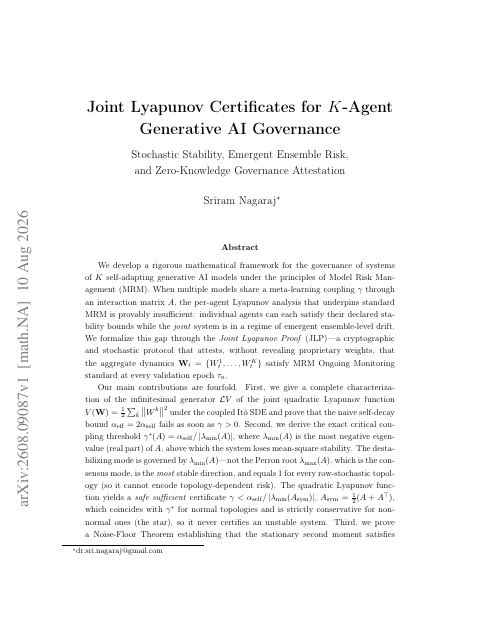 Joint Lyapunov Certificates for K-Agent
Generative AI Governance
Stochastic Stability, Emergent Ensemble Risk,
and Zero-Knowledge Governance Attestation
Sriram Nagaraj*
Abstract
We develop a rigorous mathematical framework for the governance of systems
of K self-adapting generative AI models under the principles of Model Risk Man-
agement (MRM). When multiple models share a meta-learning coupling γ through
an interaction matrix A, the per-agent Lyapunov analysis that underpins standard
MRM is provably insufficient: individual agents can each satisfy their declared sta-
bility bounds while the joint system is in a regime of emergent ensemble-level drift.
We formalize this gap through the Joint Lyapunov Proof (JLP)—a cryptographic
and stochastic protocol that attests, without revealing proprietary weights, that
the aggregate dynamics W_t = {W_t^1, . . . , W_t^K} satisfy MRM Ongoing Monitoring
standard at every validation epoch τ_n.
Our main contributions are fourfold. First, we give a complete characteriza-
tion of the infinitesimal generator ℒV of the joint quadratic Lyapunov function
V(W) = ½ ∑_k ‖W^k‖² under the coupled Itô SDE and prove that the naive self-decay
bound α_eff = 2α_self fails as soon as γ > 0. Second, we derive the exact critical cou-
pling threshold γ*(A) = α_self/|λ_min(A)|, where λ_min(A) is the most negative eigen-
value (real part) of A, above which the system loses mean-square stability. The desta-
bilizing mode is governed by λ_min(A)—not the Perron root λ_max(A), which is the con-
sensus mode, is the most stable direction, and equals 1 for every row-stochastic topol-
ogy (so it cannot encode topology-dependent risk). The quadratic Lyapunov func-
tion yields a safe sufficient certificate γ < α_self/|λ_min(A_sym)|, A_sym = ½(A + A^⊤),
which coincides with γ* for normal topologies and is strictly conservative for non-
normal ones (the star), so it never certifies an unstable system. Third, we prove
a Noise-Floor Theorem establishing that the stationary second moment satisfies
*dr.sri.nagaraj@gmail.com
arXiv:2608.09087v1 [math.NA] 10 Aug 2026